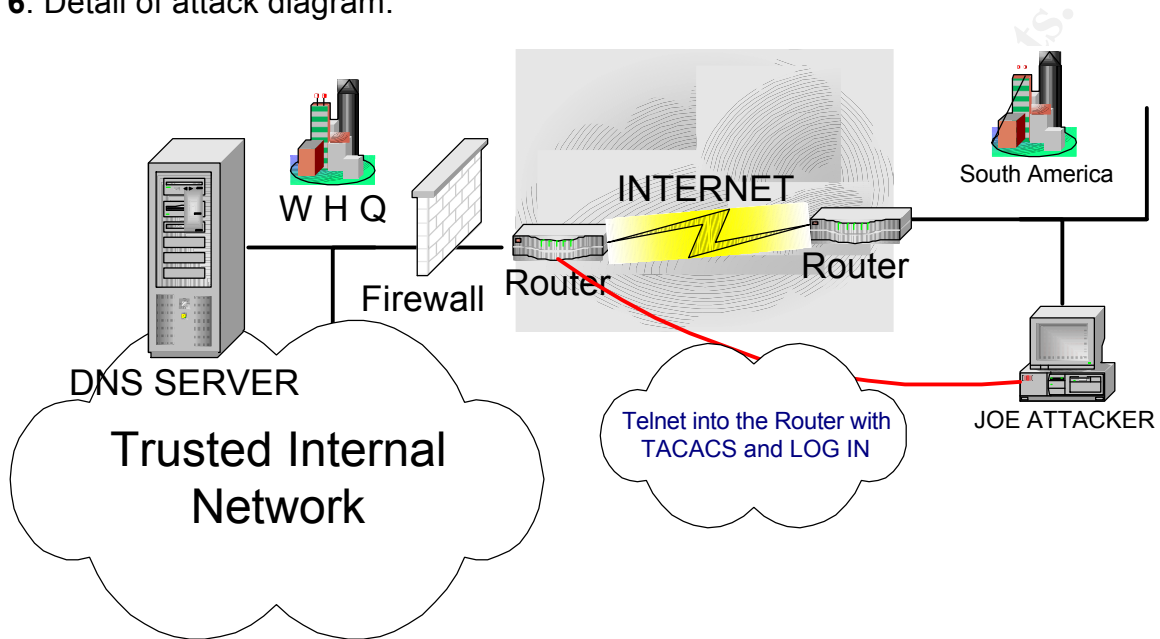 6. Detail of attack diagram.
South America
W H Q
INTERNET
Firewall
Router
Router
DNS SERVER
Trusted Internal
Network
Telnet into the Router with
TACACS and LOG IN
JOE ATTACKER